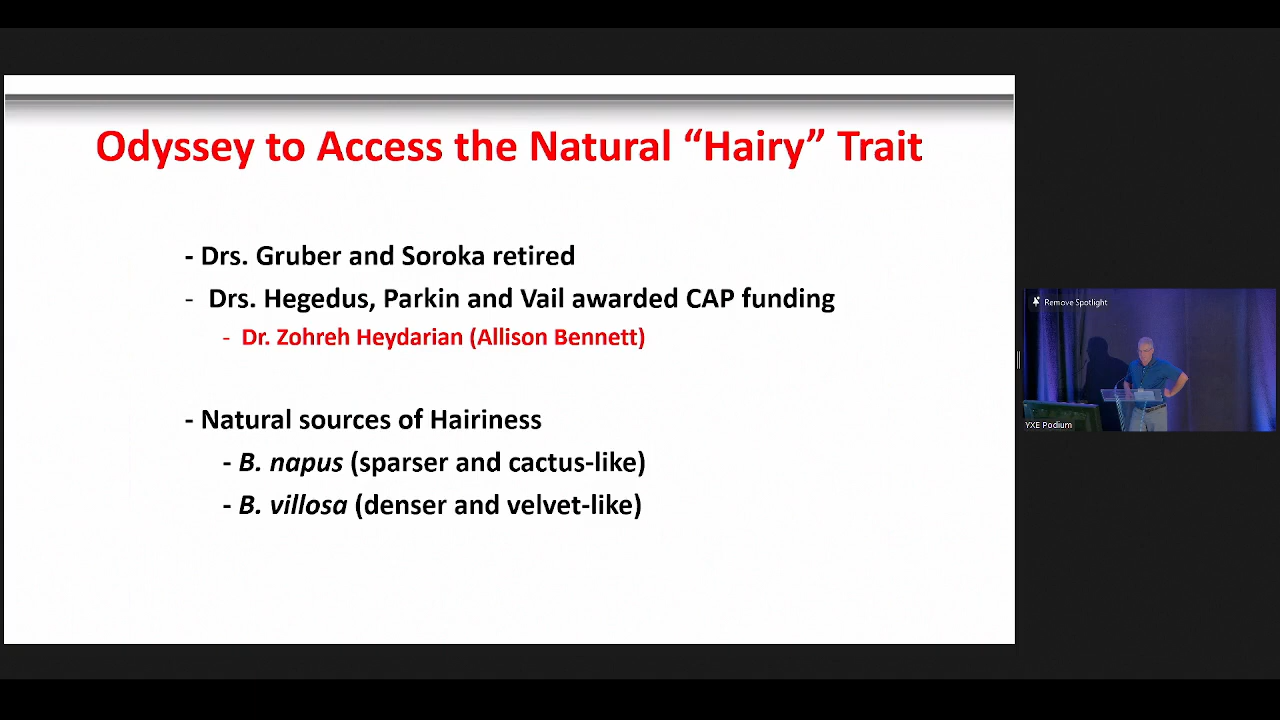 Odyssey to Access the Natural “Hairy” Trait
- Drs. Gruber and Soroka retired
- Drs. Hegedus, Parkin and Vail awarded CAP funding
- Dr. Zohreh Heydarian (Allison Bennett)
- Natural sources of Hairiness
- B. napus (sparser and cactus-like)
- B. villosa (denser and velvet-like)
Remove Spotlight
YXE Podium